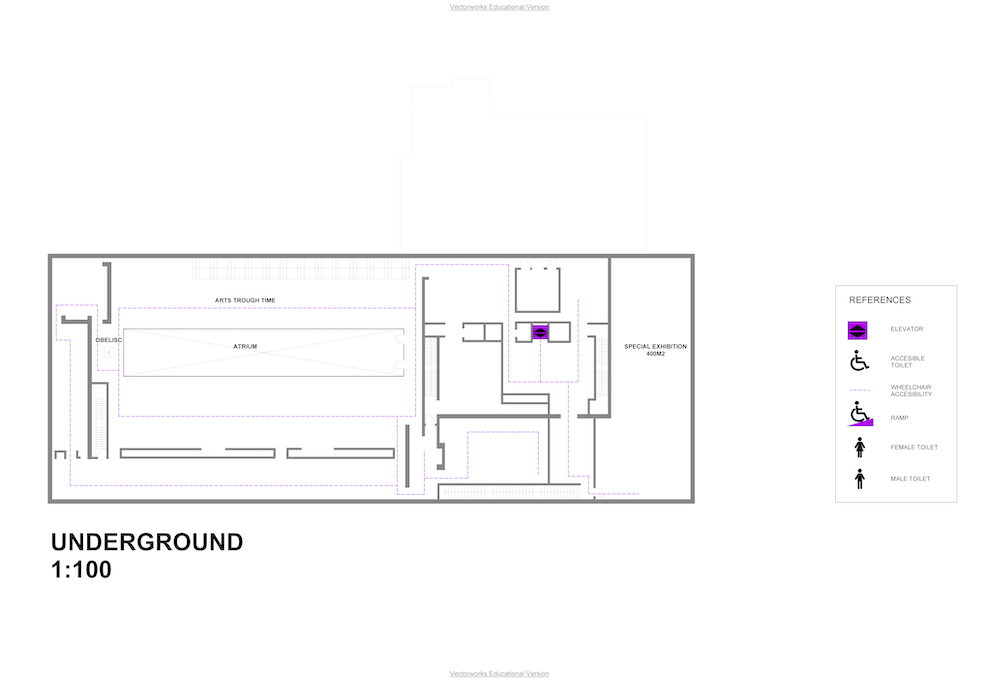 Vectorworks Educational Version
ARTS TROUGH TIME
OBELISC
ATRIUM
SPECIAL EXHIBITION
400M2
REFERENCES
ELEVATOR
ACCESIBLE
TOILET
WHEELCHAIR
ACCESIBILITY
RAMP
FEMALE TOILET
MALE TOILET
UNDERGROUND
1:100
Vectorworks Educational Version